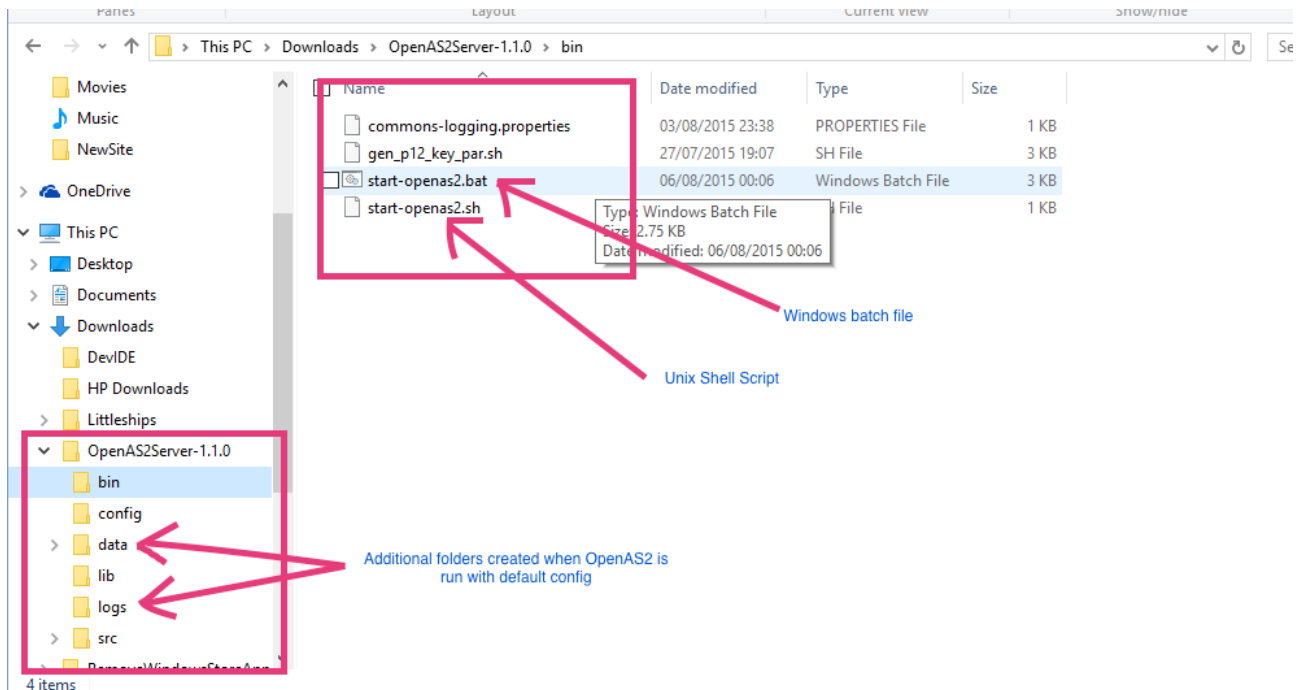 Panes Layout Current view Show/hide
This PC > Downloads > OpenAS2Server-1.1.0 > bin
Movies
Music
NewSite
OneDrive
This PC
Desktop
Documents
Downloads
DevIDE
HP Downloads
Littleships
OpenAS2Server-1.1.0
bin
config
data
lib
logs
src
RemoveWindowsStoreApp
4 items
Name Date modified Type Size
commons-logging.properties 03/08/2015 23:38 PROPERTIES File 1 KB
gen_p12_key_par.sh 27/07/2015 19:07 SH File 3 KB
start-openas2.bat 06/08/2015 00:06 Windows Batch File 3 KB
start-openas2.sh File 1 KB
Type: Windows Batch File
Size: 2.75 KB
Date modified: 06/08/2015 00:06
Windows batch file
Unix Shell Script
Additional folders created when OpenAS2 is
run with default config